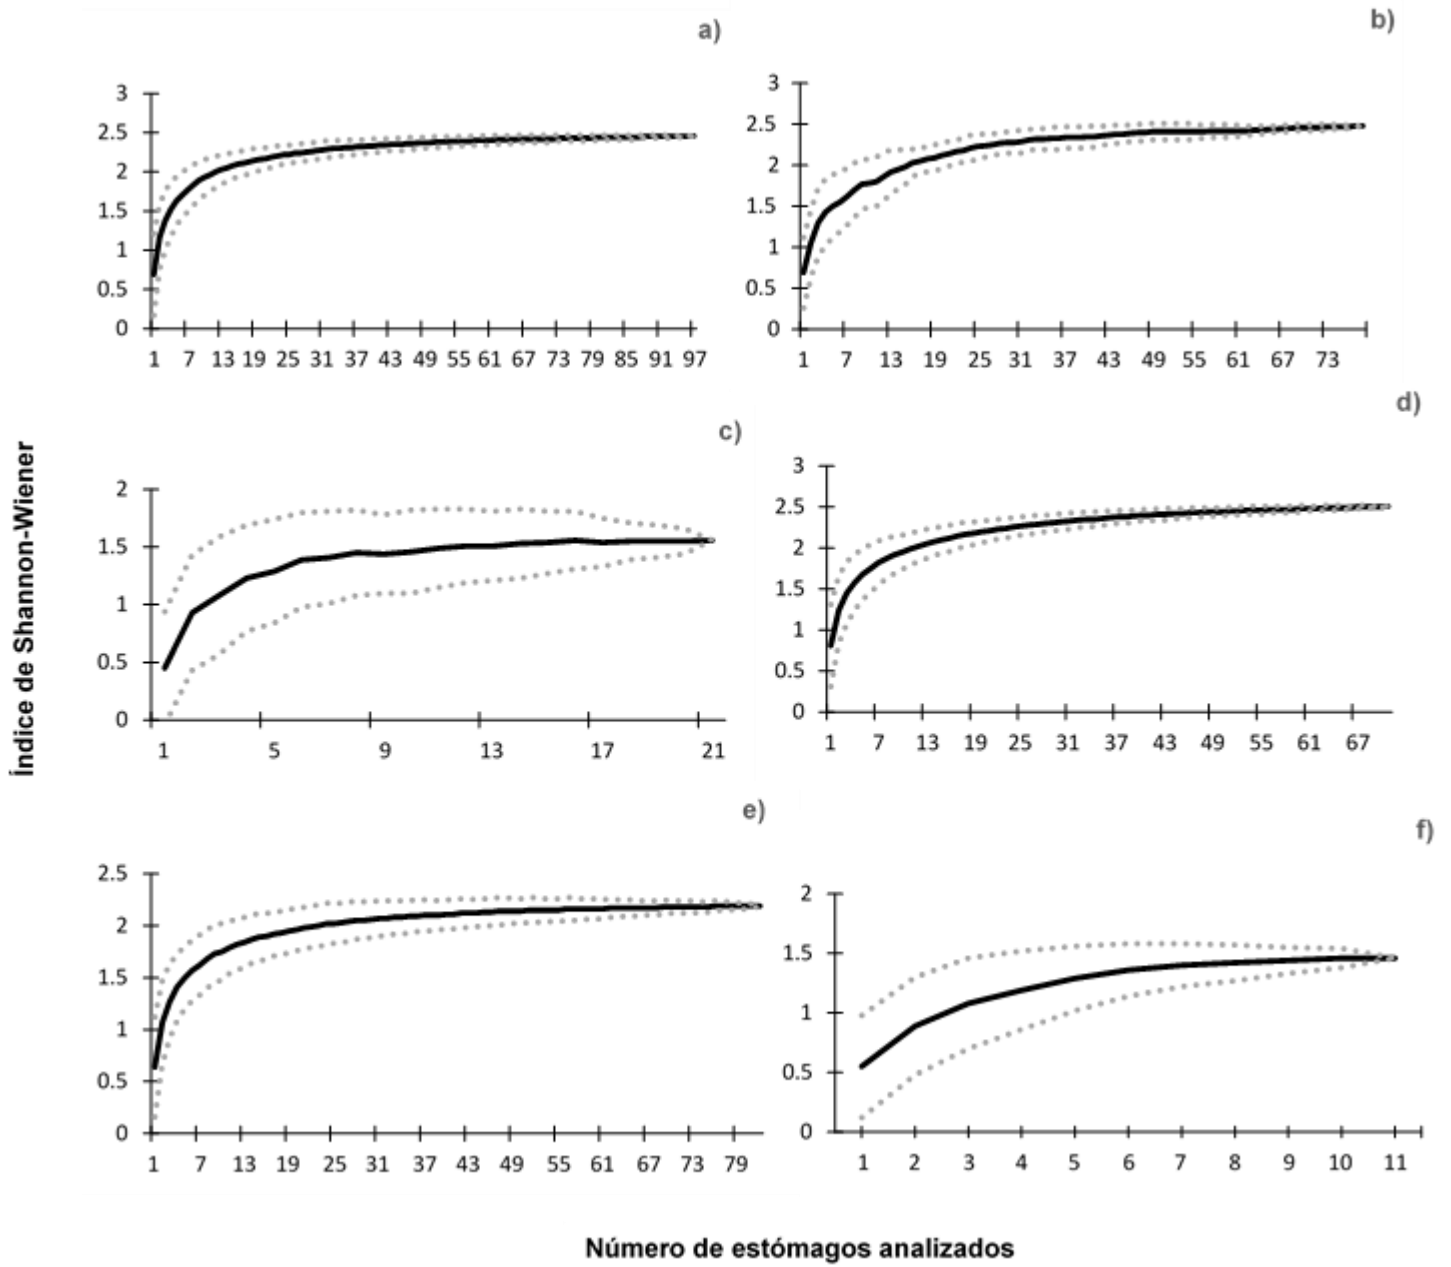 a)
3
2.5
2
1.5
1
0.5
0
1 7 13 19 25 31 37 43 49 55 61 67 73 79 85 91 97
b)
3
2.5
2
1.5
1
0.5
0
1 7 13 19 25 31 37 43 49 55 61 67 73
Índice de Shannon-Wiener
c)
2
1.5
1
0.5
0
1 5 9 13 17 21
d)
3
2.5
2
1.5
1
0.5
0
1 7 13 19 25 31 37 43 49 55 61 67
e)
2.5
2
1.5
1
0.5
0
1 7 13 19 25 31 37 43 49 55 61 67 73 79
f)
2
1.5
1
0.5
0
1 2 3 4 5 6 7 8 9 10 11
Número de estómagos analizados